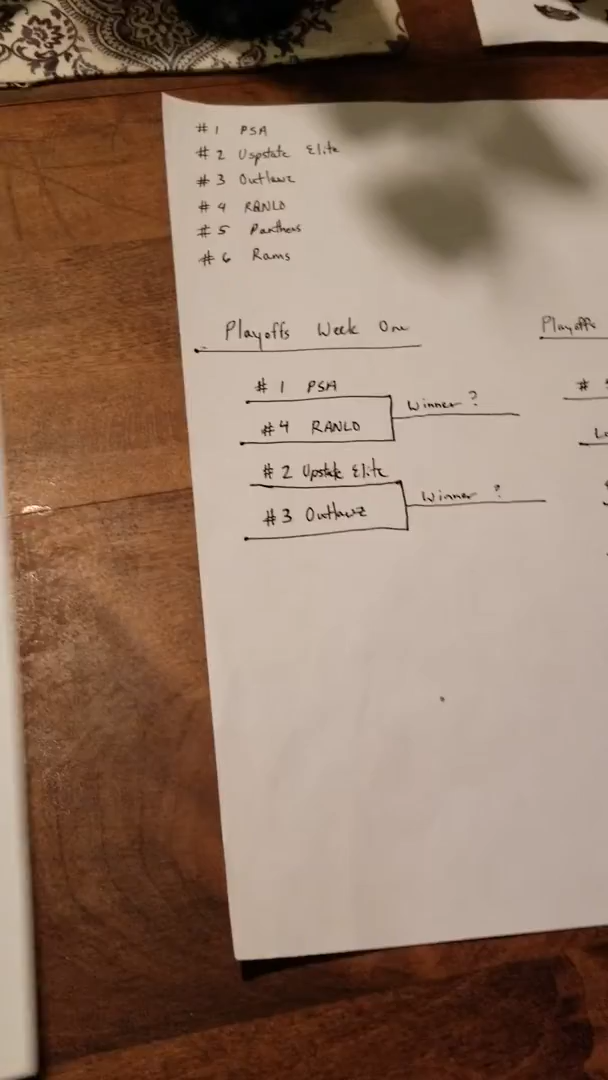 #1 PSA
#2 Uspstate Elite
#3 Outlawz
#4 RANLO
#5 Panthers
#6 Rams
Playoffs Week One
#1 PSA
Winner ?
#4 RANLO
#2 Upstate Elite
Winner ?
#3 Outlawz
Playoffs
#